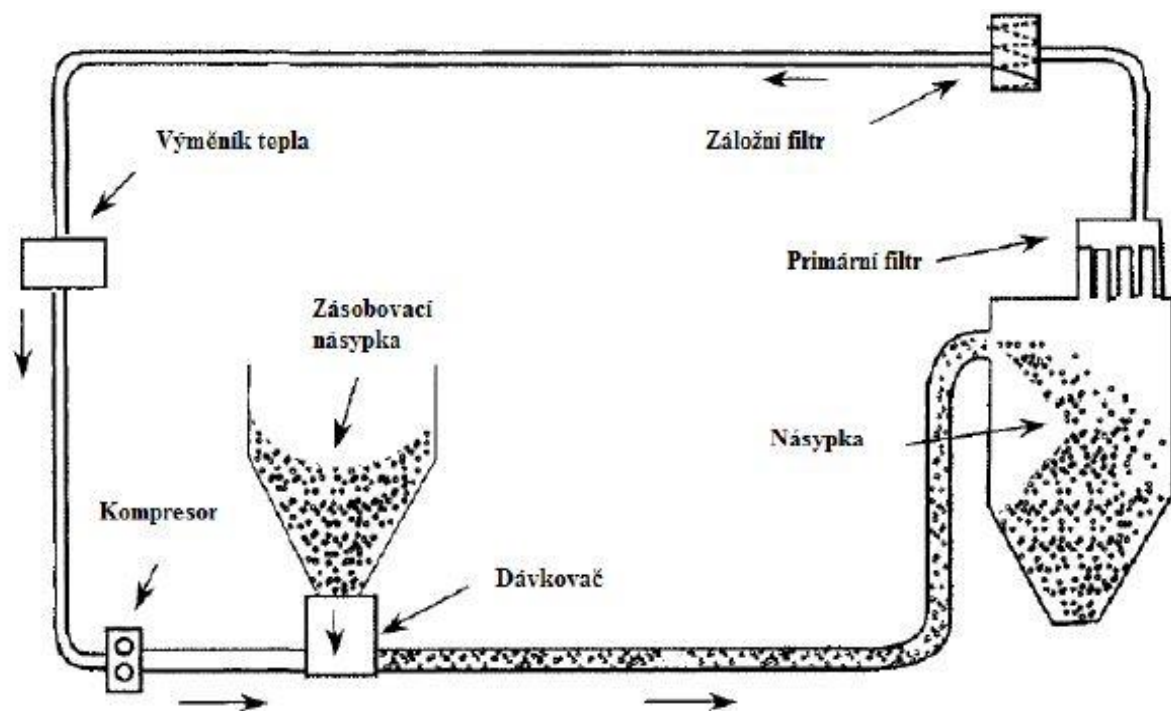 Výměník tepla
Záložní filtr
Primární filtr
Zásobovací
násypka
Násypka
Kompresor
Dávkovač